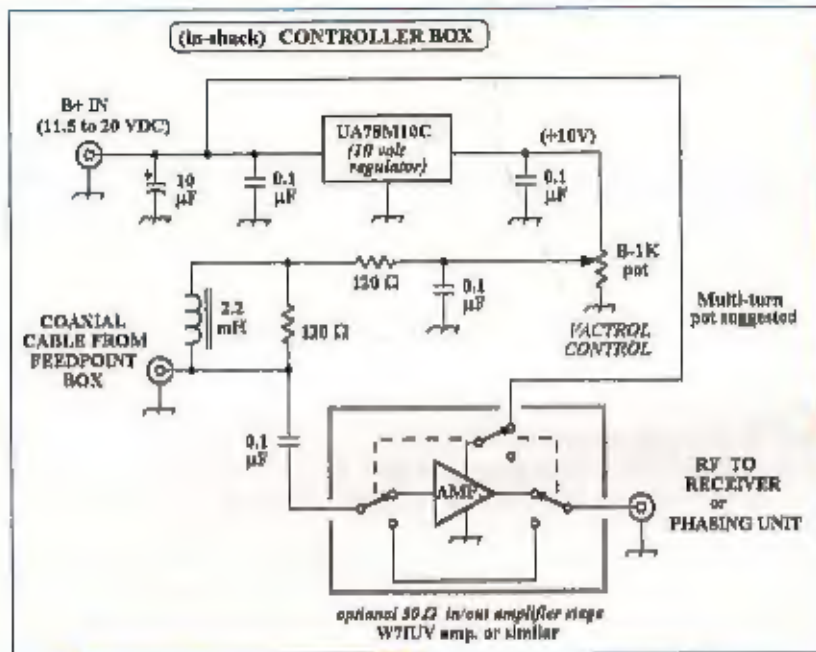 (in-shack) CONTROLLER BOX
B+ IN
(11.5 to 20 VDC)
UA78M10C
(10 volt
regulator)
(+10V)
+
10
µF
0.1
µF
0.1
µF
B-1K
pot
120 Ω
0.1
µF
2.2
mH
120 Ω
VACTROL
CONTROL
Multi-turn
pot suggested
COAXIAL
CABLE FROM
FEEDPOINT
BOX
0.1
µF
AMP
RF TO
RECEIVER
or
PHASING UNIT
optional 50 Ω in/out amplifier stage
W7IUV amp. or similar